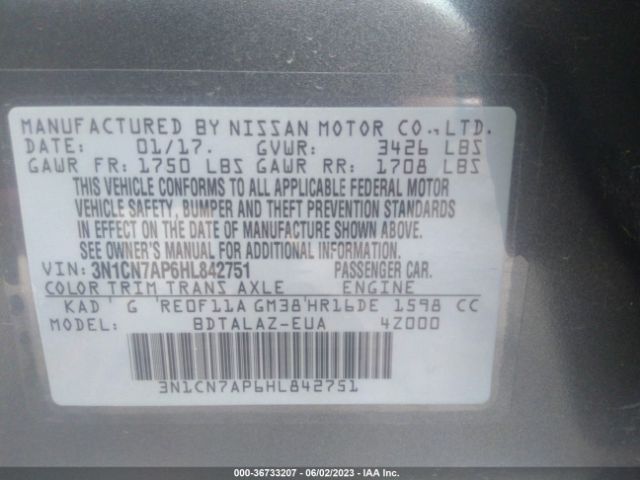 MANUFACTURED BY NISSAN MOTOR CO.,LTD.
DATE: 01/17. GVWR: 3426 LBS
GAWR FR: 1750 LBS GAWR RR: 1708 LBS
THIS VEHICLE CONFORMS TO ALL APPLICABLE FEDERAL MOTOR
VEHICLE SAFETY, BUMPER AND THEFT PREVENTION STANDARDS
IN EFFECT ON THE DATE OF MANUFACTURE SHOWN ABOVE.
SEE OWNER'S MANUAL FOR ADDITIONAL INFORMATION.
VIN: 3N1CN7AP6HL842751 PASSENGER CAR.
COLOR TRIM TRANS AXLE ENGINE
KAD G RE0F11A GM38 HR16DE 1598 CC
MODEL: BDTALAZ-EUA 4Z000
3N1CN7AP6HL842751
000-36733207 - 06/02/2023 - IAAI.COM